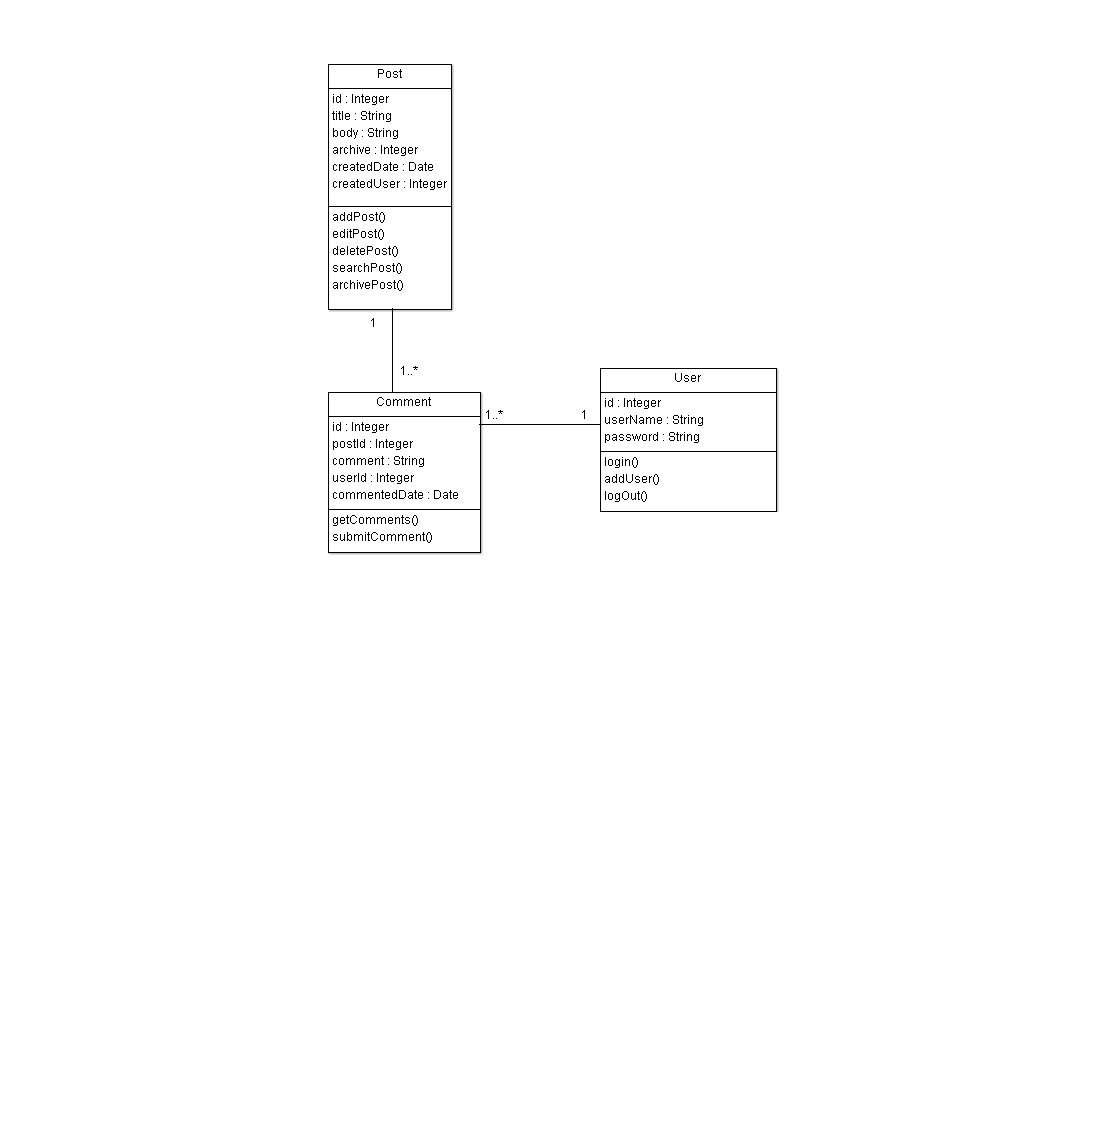 Post
id : Integer
title : String
body : String
archive : Integer
createdDate : Date
createdUser : Integer
addPost()
editPost()
deletePost()
searchPost()
archivePost()
1
1..*
Comment
id : Integer
postId : Integer
comment : String
userId : Integer
commentedDate : Date
getComments()
submitComment()
1..*
1
User
id : Integer
userName : String
password : String
login()
addUser()
logOut()